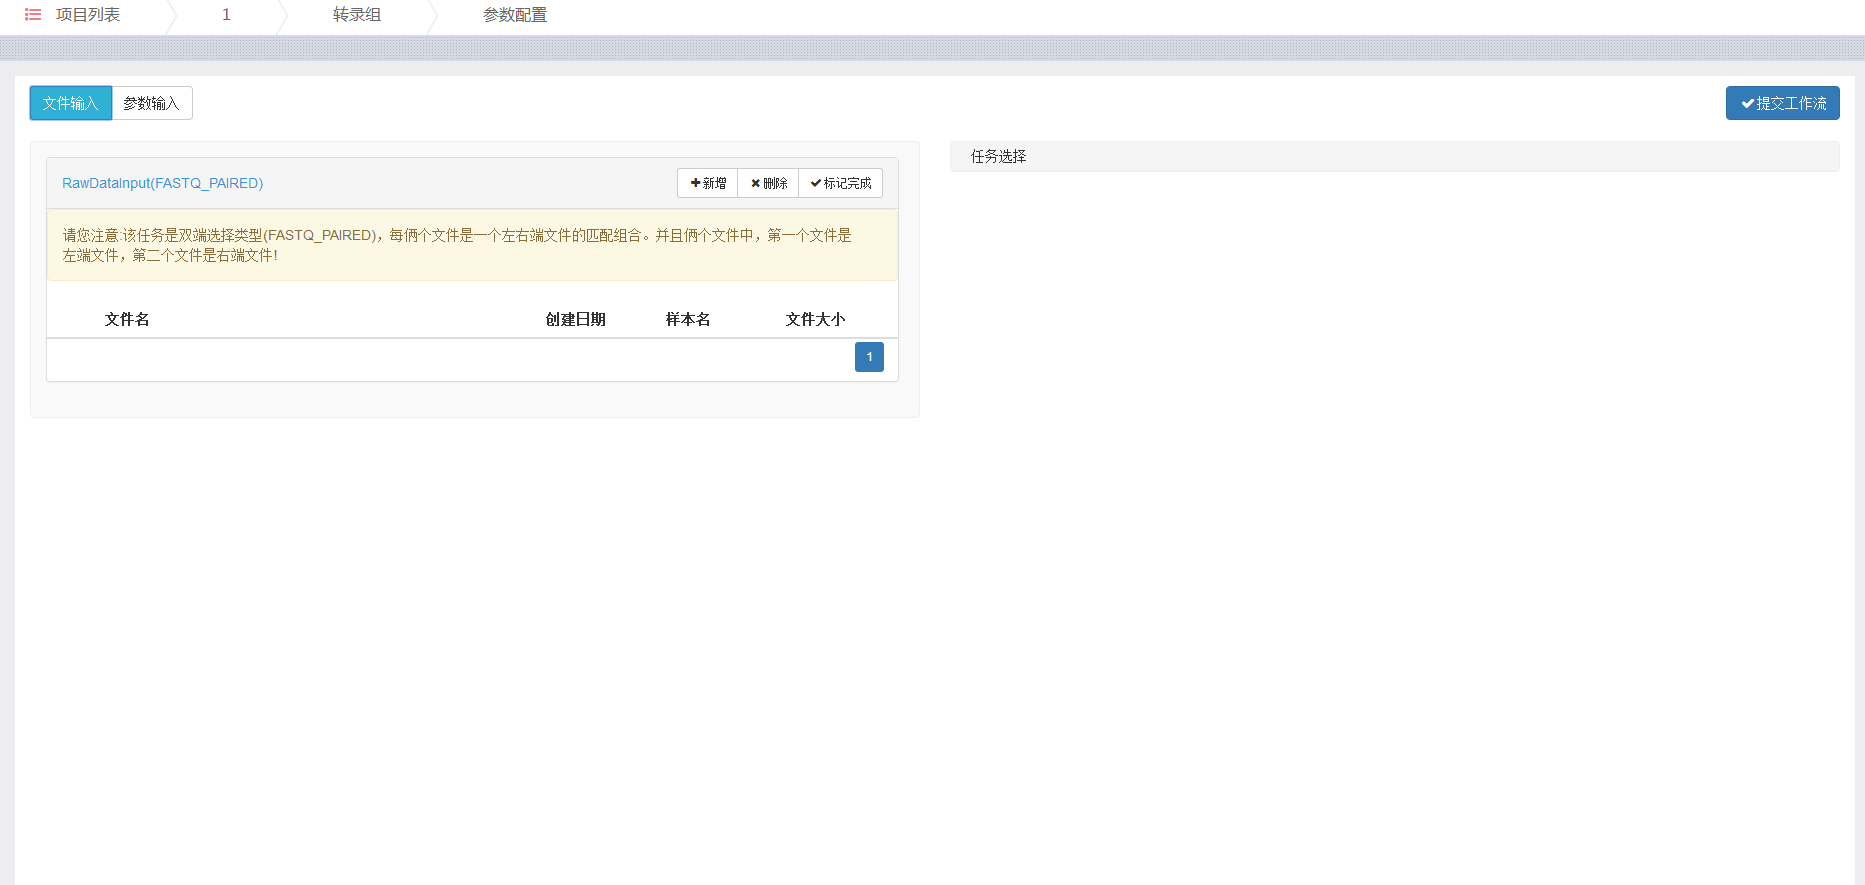 项目列表
1
转录组
参数配置
文件输入
参数输入
提交工作流
RawDataInput(FASTQ_PAIRED)
新增
删除
标记完成
任务选择
请您注意:该任务是双端选择类型(FASTQ_PAIRED)，每俩个文件是一个左右端文件的匹配组合。并且俩个文件中，第一个文件是
左端文件，第二个文件是右端文件!
文件名
创建日期
样本名
文件大小
1